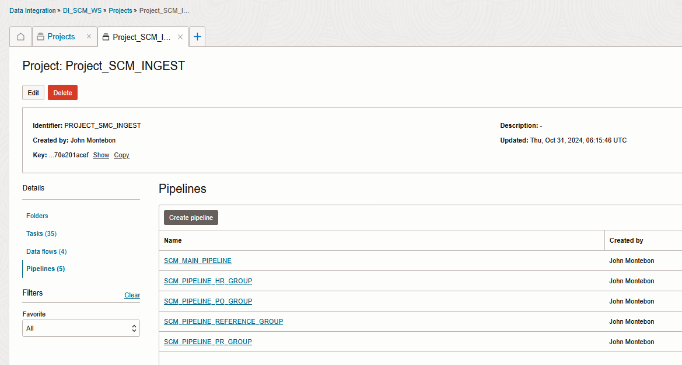 Data Integration » DI_SCM_WS » Projects » Project_SCM_I...
Projects ×
Project_SCM_I... × +
Project: Project_SCM_INGEST
Edit Delete
Identifier: PROJECT_SMC_INGEST
Description: -
Created by: John Montebon
Updated: Thu, Oct 31, 2024, 06:15:46 UTC
Key: ...70e201acef Show Copy
Details
Folders
Tasks (35)
Data flows (4)
Pipelines (5)
Filters Clear
Favorite
All
Pipelines
Create pipeline
Name Created by
SCM_MAIN_PIPELINE John Montebon
SCM_PIPELINE_HR_GROUP John Montebon
SCM_PIPELINE_PO_GROUP John Montebon
SCM_PIPELINE_REFERENCE_GROUP John Montebon
SCM_PIPELINE_PR_GROUP John Montebon